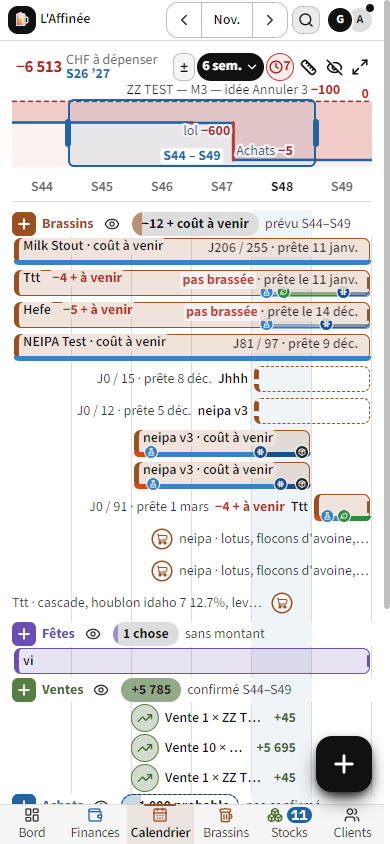 L'Affinée
Nov.
G A
−6 513 CHF à dépenser
S26 ’27
±
6 sem.
7
ZZ TEST — M3 — idée Annuler 3 −100
0
lol −600
Achats −5
S44 – S49
S44 S45 S46 S47 S48 S49
Brassins −12 + coût à venir prévu S44–S49
Milk Stout · coût à venir J206 / 255 · prête 11 janv.
Ttt −4 + à venir pas brassée · prête le 11 janv.
Hefe −5 + à venir pas brassée · prête le 14 déc.
NEIPA Test · coût à venir J81 / 97 · prête 9 déc.
J0 / 15 · prête 8 déc. Jhhh
J0 / 12 · prête 5 déc. neipa v3
neipa v3 · coût à venir
neipa v3 · coût à venir
J0 / 91 · prête 1 mars −4 + à venir Ttt
neipa · lotus, flocons d'avoine,…
neipa · lotus, flocons d'avoine,…
Ttt · cascade, houblon idaho 7 12.7%, lev…
Fêtes 1 chose sans montant
vi
Ventes +5 785 confirmé S44–S49
Vente 1 × ZZ T… +45
Vente 10 × … +5 695
Vente 1 × ZZ T… +45
Bord Finances Calendrier Brassins Stocks 11 Clients